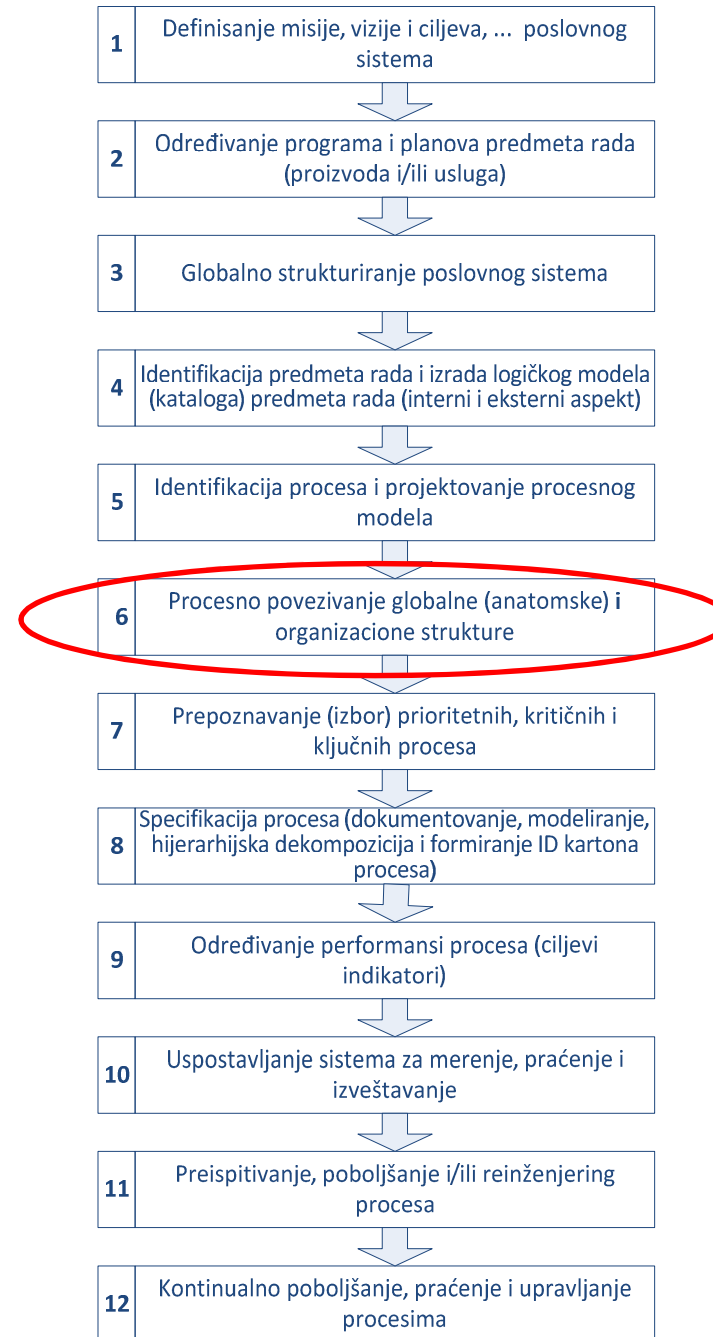 1
Definisanje misije, vizije i ciljeva, ... poslovnog
sistema
2
Određivanje programa i planova predmeta rada
(proizvoda i/ili usluga)
3
Globalno strukturiranje poslovnog sistema
4
Identifikacija predmeta rada i izrada logičkog modela
(kataloga) predmeta rada (interni i eksterni aspekt)
5
Identifikacija procesa i projektovanje procesnog
modela
6
Procesno povezivanje globalne (anatomske) i
organizacione strukture
7
Prepoznavanje (izbor) prioritetnih, kritičnih i
ključnih procesa
8
Specifikacija procesa (dokumentovanje, modeliranje,
hijerarhijska dekompozicija i formiranje ID kartona
procesa)
9
Određivanje performansi procesa (ciljevi
indikatori)
10
Uspostavljanje sistema za merenje, praćenje i
izveštavanje
11
Preispitivanje, poboljšanje i/ili reinženjering
procesa
12
Kontinualno poboljšanje, praćenje i upravljanje
procesima